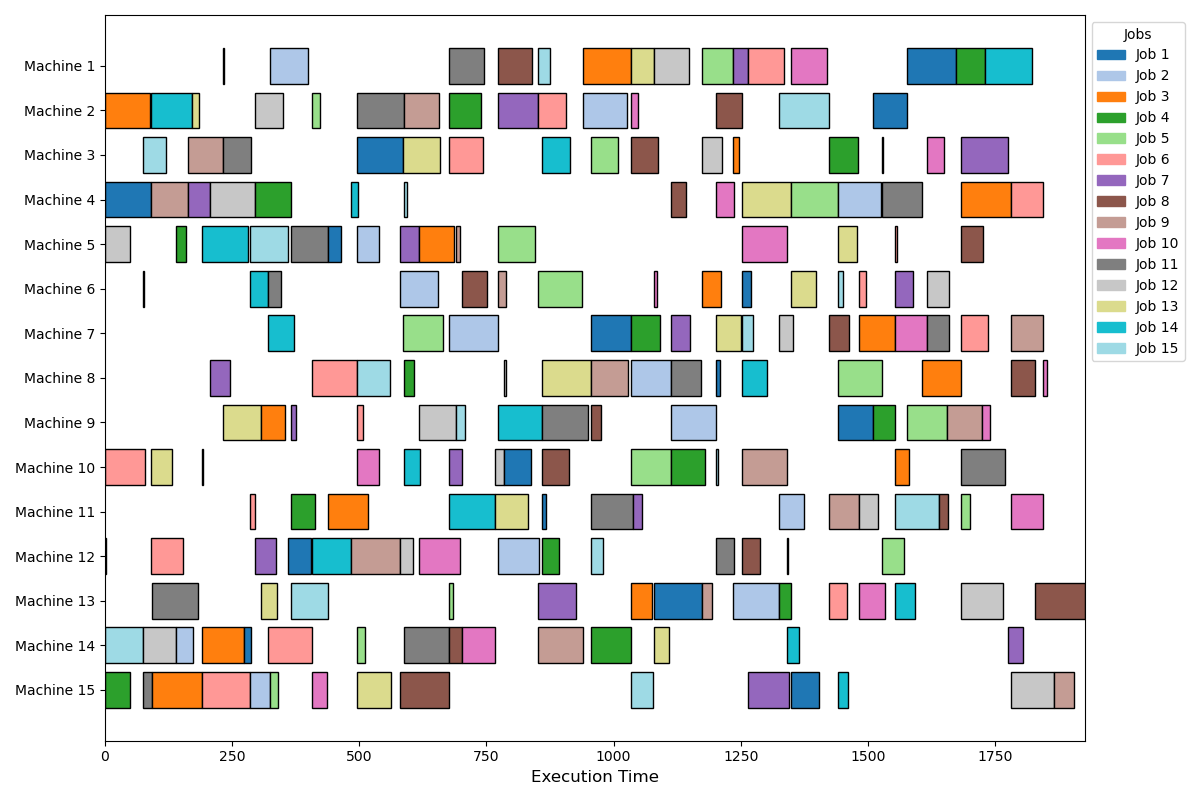 Machine 1
Machine 2
Machine 3
Machine 4
Machine 5
Machine 6
Machine 7
Machine 8
Machine 9
Machine 10
Machine 11
Machine 12
Machine 13
Machine 14
Machine 15
0 250 500 750 1000 1250 1500 1750
Execution Time
Jobs
Job 1
Job 2
Job 3
Job 4
Job 5
Job 6
Job 7
Job 8
Job 9
Job 10
Job 11
Job 12
Job 13
Job 14
Job 15